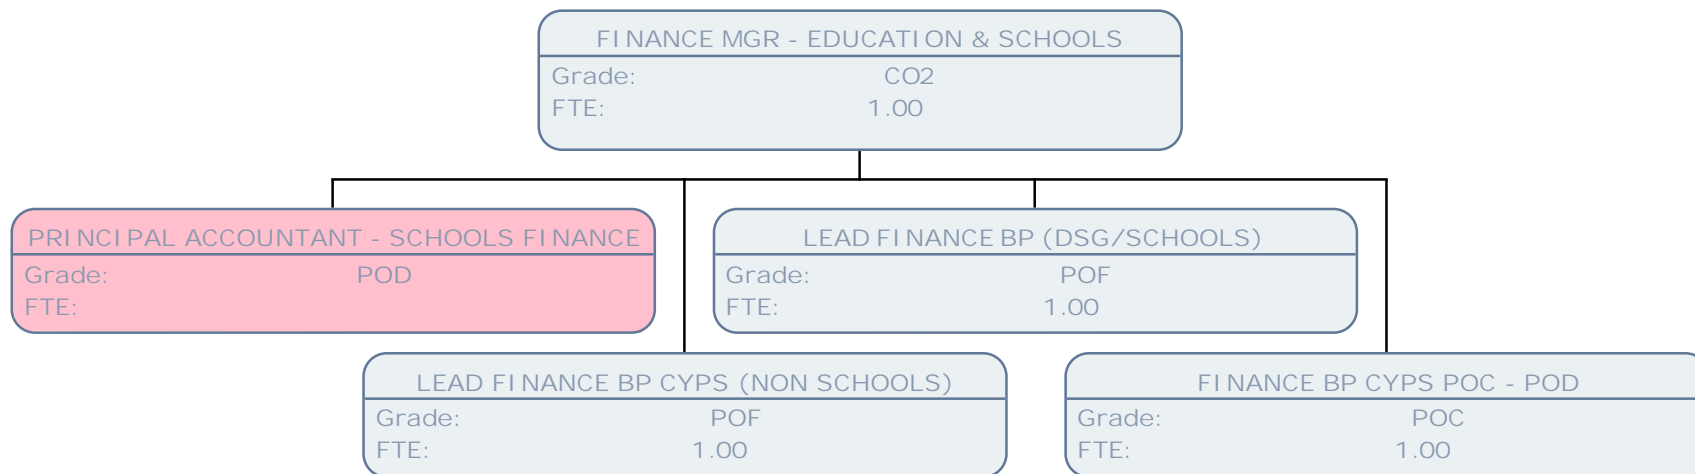 FINANCE MGR - EDUCATION & SCHOOLS
Grade: CO2
FTE: 1.00
PRINCIPAL ACCOUNTANT - SCHOOLS FINANCE
Grade: POD
FTE:
LEAD FINANCE BP (DSG/SCHOOLS)
Grade: POF
FTE: 1.00
LEAD FINANCE BP CYPS (NON SCHOOLS)
Grade: POF
FTE: 1.00
FINANCE BP CYPS POC - POD
Grade: POC
FTE: 1.00